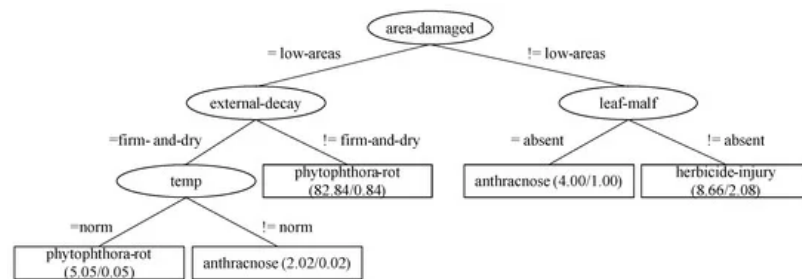 area-damaged
= low-areas
!= low-areas
external-decay
leaf-malf
=firm- and-dry
!= firm-and-dry
= absent
!= absent
temp
phytophthora-rot
(82.84/0.84)
anthracnose (4.00/1.00)
herbicide-injury
(8.66/2.08)
=norm
!= norm
phytophthora-rot
(5.05/0.05)
anthracnose (2.02/0.02)